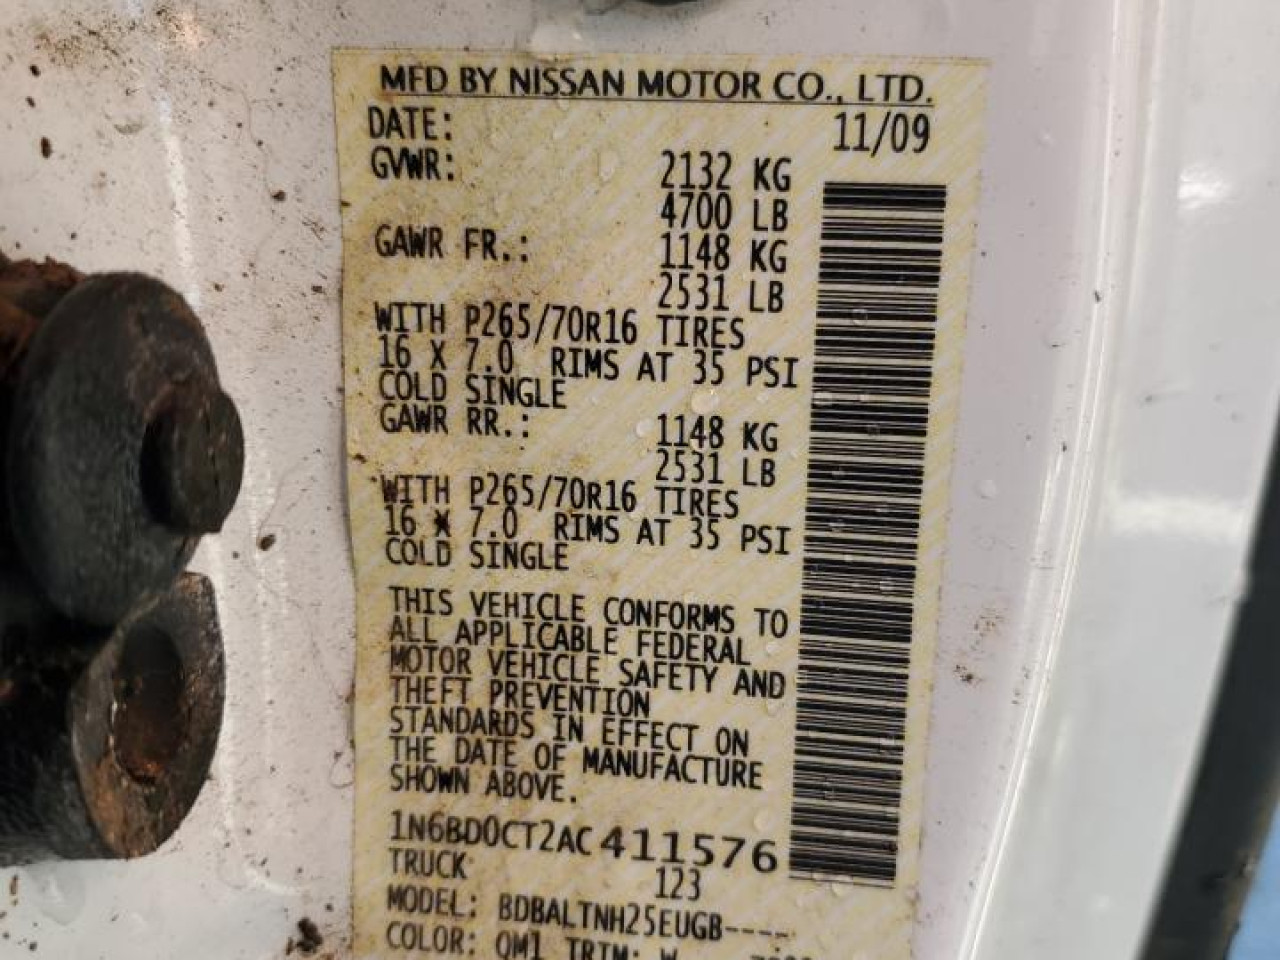 MFD BY NISSAN MOTOR CO., LTD.
DATE: 11/09
GVWR: 2132 KG
4700 LB
GAWR FR.: 1148 KG
2531 LB
WITH P265/70R16 TIRES
16 X 7.0 RIMS AT 35 PSI
COLD SINGLE
GAWR RR.: 1148 KG
2531 LB
WITH P265/70R16 TIRES
16 X 7.0 RIMS AT 35 PSI
COLD SINGLE
THIS VEHICLE CONFORMS TO
ALL APPLICABLE FEDERAL
MOTOR VEHICLE SAFETY AND
THEFT PREVENTION
STANDARDS IN EFFECT ON
THE DATE OF MANUFACTURE
SHOWN ABOVE.
1N6BD0CT2AC411576
TRUCK 123
MODEL: BDBALTNH25EUGB----
COLOR: QM1 TRIM: W